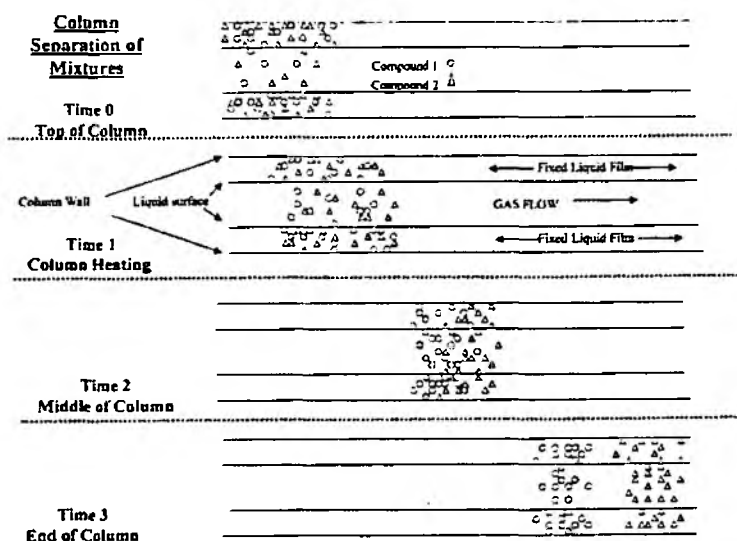 Column
Separation of
Mixtures
Compound 1
Compound 2
Time 0
Top of Column
Fixed Liquid Film
Column Wall
Liquid surface
GAS FLOW
Time 1
Fixed Liquid Film
Column Heating
Time 2
Middle of Column
Time 3
End of Column